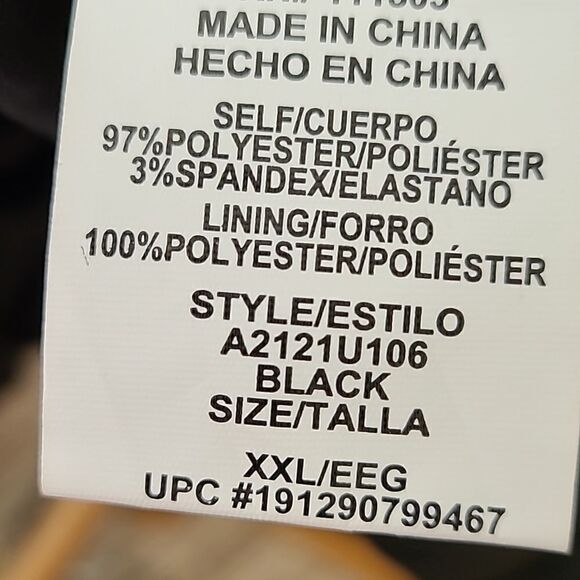 MADE IN CHINA
HECHO EN CHINA
SELF/CUERPO
97%POLYESTER/POLIÉSTER
3%SPANDEX/ELASTANO
LINING/FORRO
100%POLYESTER/POLIÉSTER
STYLE/ESTILO
A2121U106
BLACK
SIZE/TALLA
XXL/EEG
UPC #191290799467